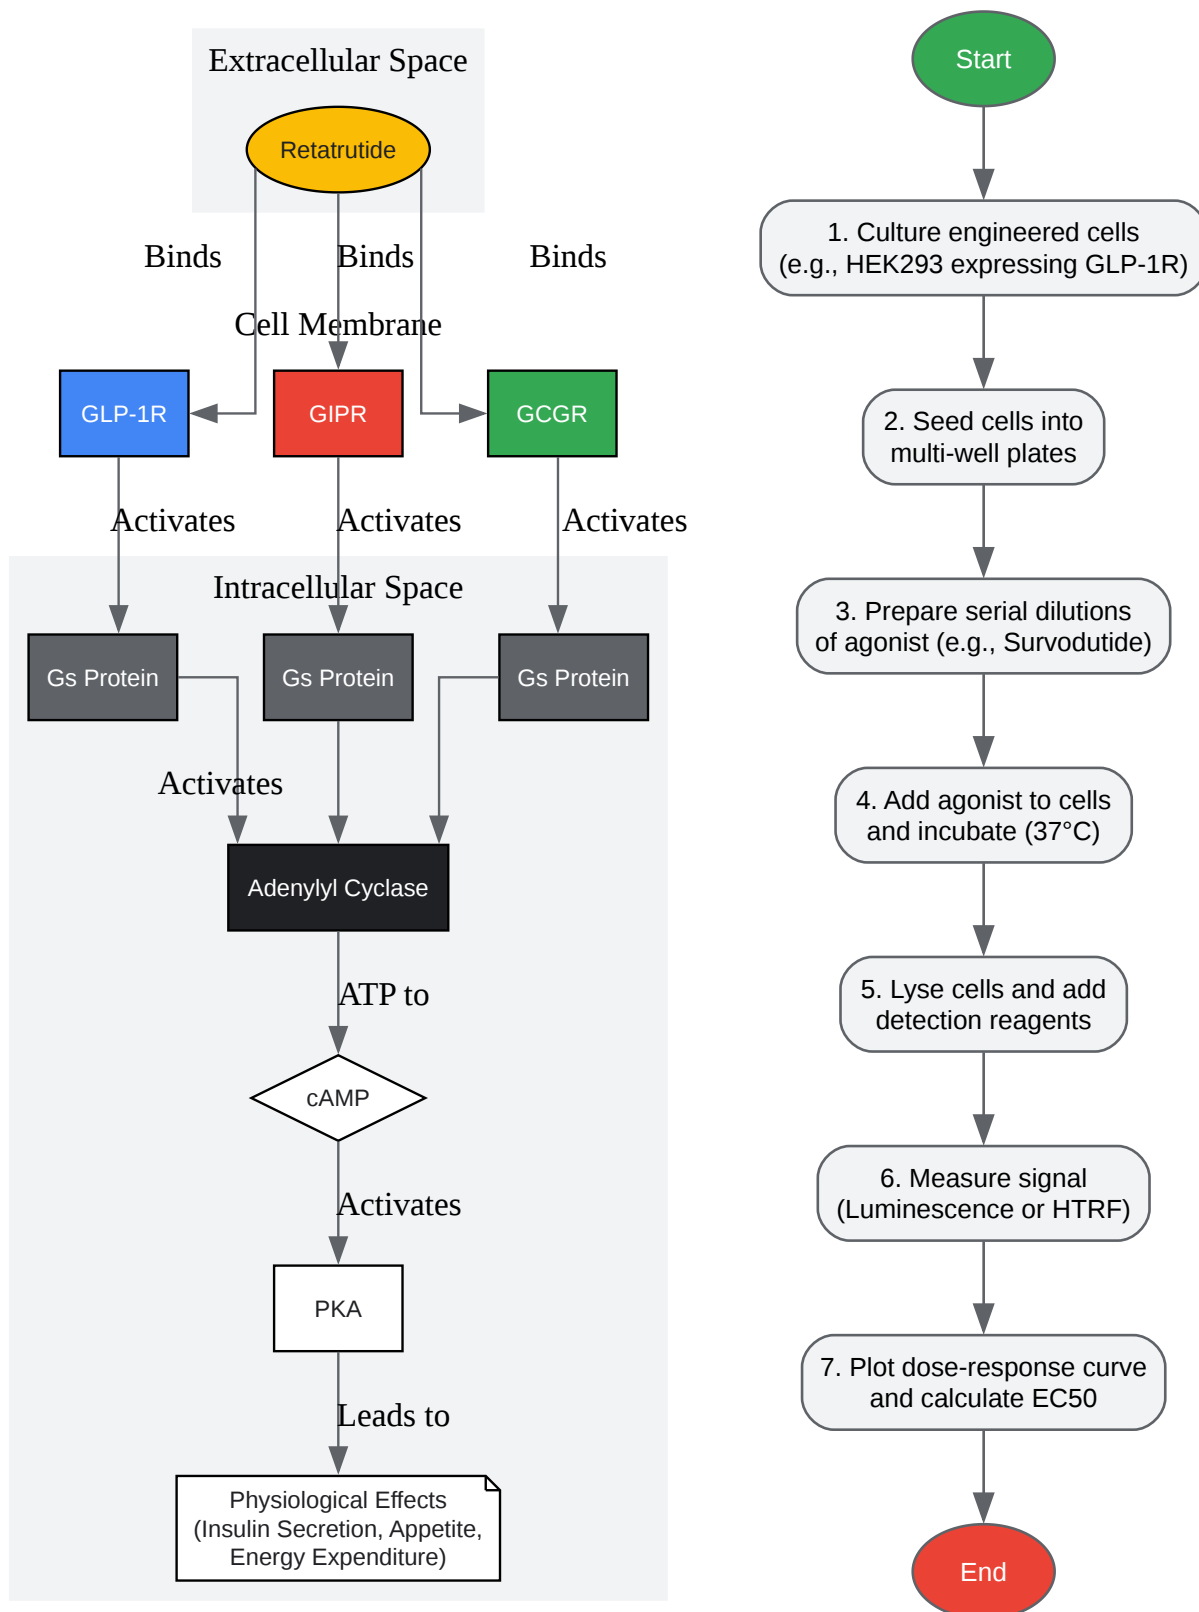 Extracellular Space
Retatrutide
Binds
Binds
Binds
Cell Membrane
GLP-1R
GIPR
GCGR
Activates
Activates
Activates
Intracellular Space
Gs Protein
Gs Protein
Gs Protein
Activates
Adenylyl Cyclase
ATP to
cAMP
Activates
PKA
Leads to
Physiological Effects
(Insulin Secretion, Appetite,
Energy Expenditure)
Start
1. Culture engineered cells
(e.g., HEK293 expressing GLP-1R)
2. Seed cells into
multi-well plates
3. Prepare serial dilutions
of agonist (e.g., Survodutide)
4. Add agonist to cells
and incubate (37°C)
5. Lyse cells and add
detection reagents
6. Measure signal
(Luminescence or HTRF)
7. Plot dose-response curve
and calculate EC50
End